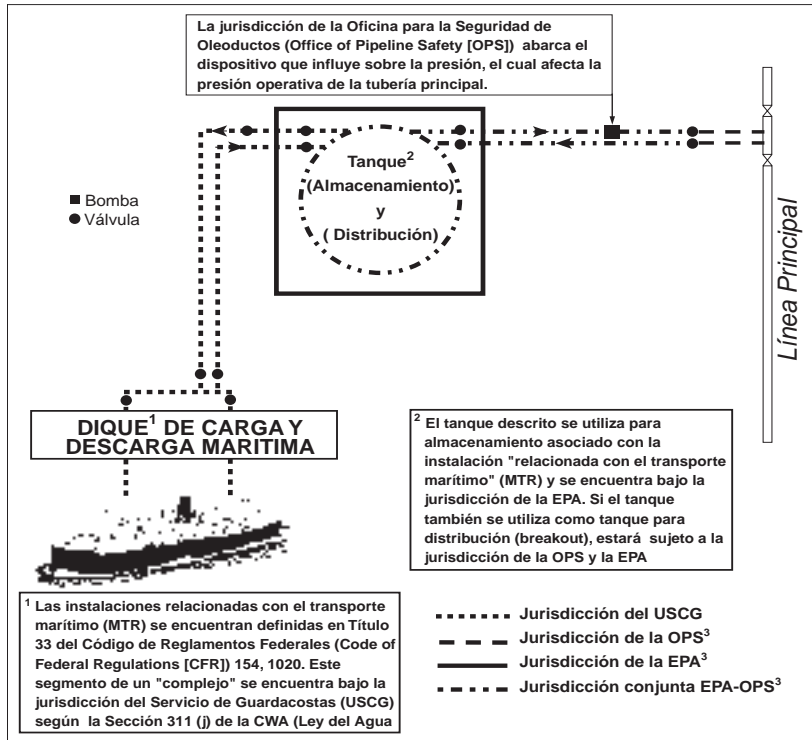 La jurisdicción de la Oficina para la Seguridad de
Oleoductos (Office of Pipeline Safety [OPS]) abarca el
dispositivo que influye sobre la presión, el cual afecta la
presión operativa de la tubería principal.
Tanque²
(Almacenamiento)
y
( Distribución)
Bomba
Válvula
Línea Principal
DIQUE¹ DE CARGA Y
DESCARGA MARITIMA
² El tanque descrito se utiliza para
almacenamiento asociado con la
instalación "relacionada con el transporte
marítimo" (MTR) y se encuentra bajo la
jurisdicción de la EPA. Si el tanque
también se utiliza como tanque para
distribución (breakout), estará sujeto a la
jurisdicción de la OPS y la EPA
¹ Las instalaciones relacionadas con el transporte
marítimo (MTR) se encuentran definidas en Título
33 del Código de Reglamentos Federales (Code of
Federal Regulations [CFR]) 154, 1020. Este
segmento de un "complejo" se encuentra bajo la
jurisdicción del Servicio de Guardacostas (USCG)
según la Sección 311 (j) de la CWA (Ley del Agua
Jurisdicción del USCG
Jurisdicción de la OPS³
Jurisdicción de la EPA³
Jurisdicción conjunta EPA-OPS³